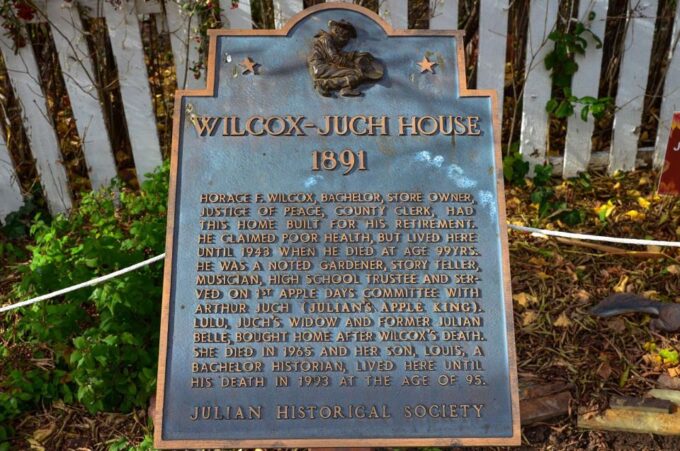 WILCOX-JUCH HOUSE
1891
HORACE F. WILCOX, BACHELOR, STORE OWNER,
JUSTICE OF PEACE, COUNTY CLERK, HAD
THIS HOME BUILT FOR HIS RETIREMENT.
HE CLAIMED POOR HEALTH, BUT LIVED HERE
UNTIL 1943 WHEN HE DIED AT AGE 99YRS.
HE WAS A NOTED GARDENER, STORY TELLER,
MUSICIAN, HIGH SCHOOL TRUSTEE AND SER-
VED ON 1ST APPLE DAYS COMMITTEE WITH
ARTHUR JUCH (JULIAN'S APPLE KING).
LULU, JUCH'S WIDOW AND FORMER JULIAN
BELLE, BOUGHT HOME AFTER WILCOX'S DEATH.
SHE DIED IN 1965 AND HER SON, LOUIS, A
BACHELOR HISTORIAN, LIVED HERE UNTIL
HIS DEATH IN 1993 AT THE AGE OF 95.
JULIAN HISTORICAL SOCIETY